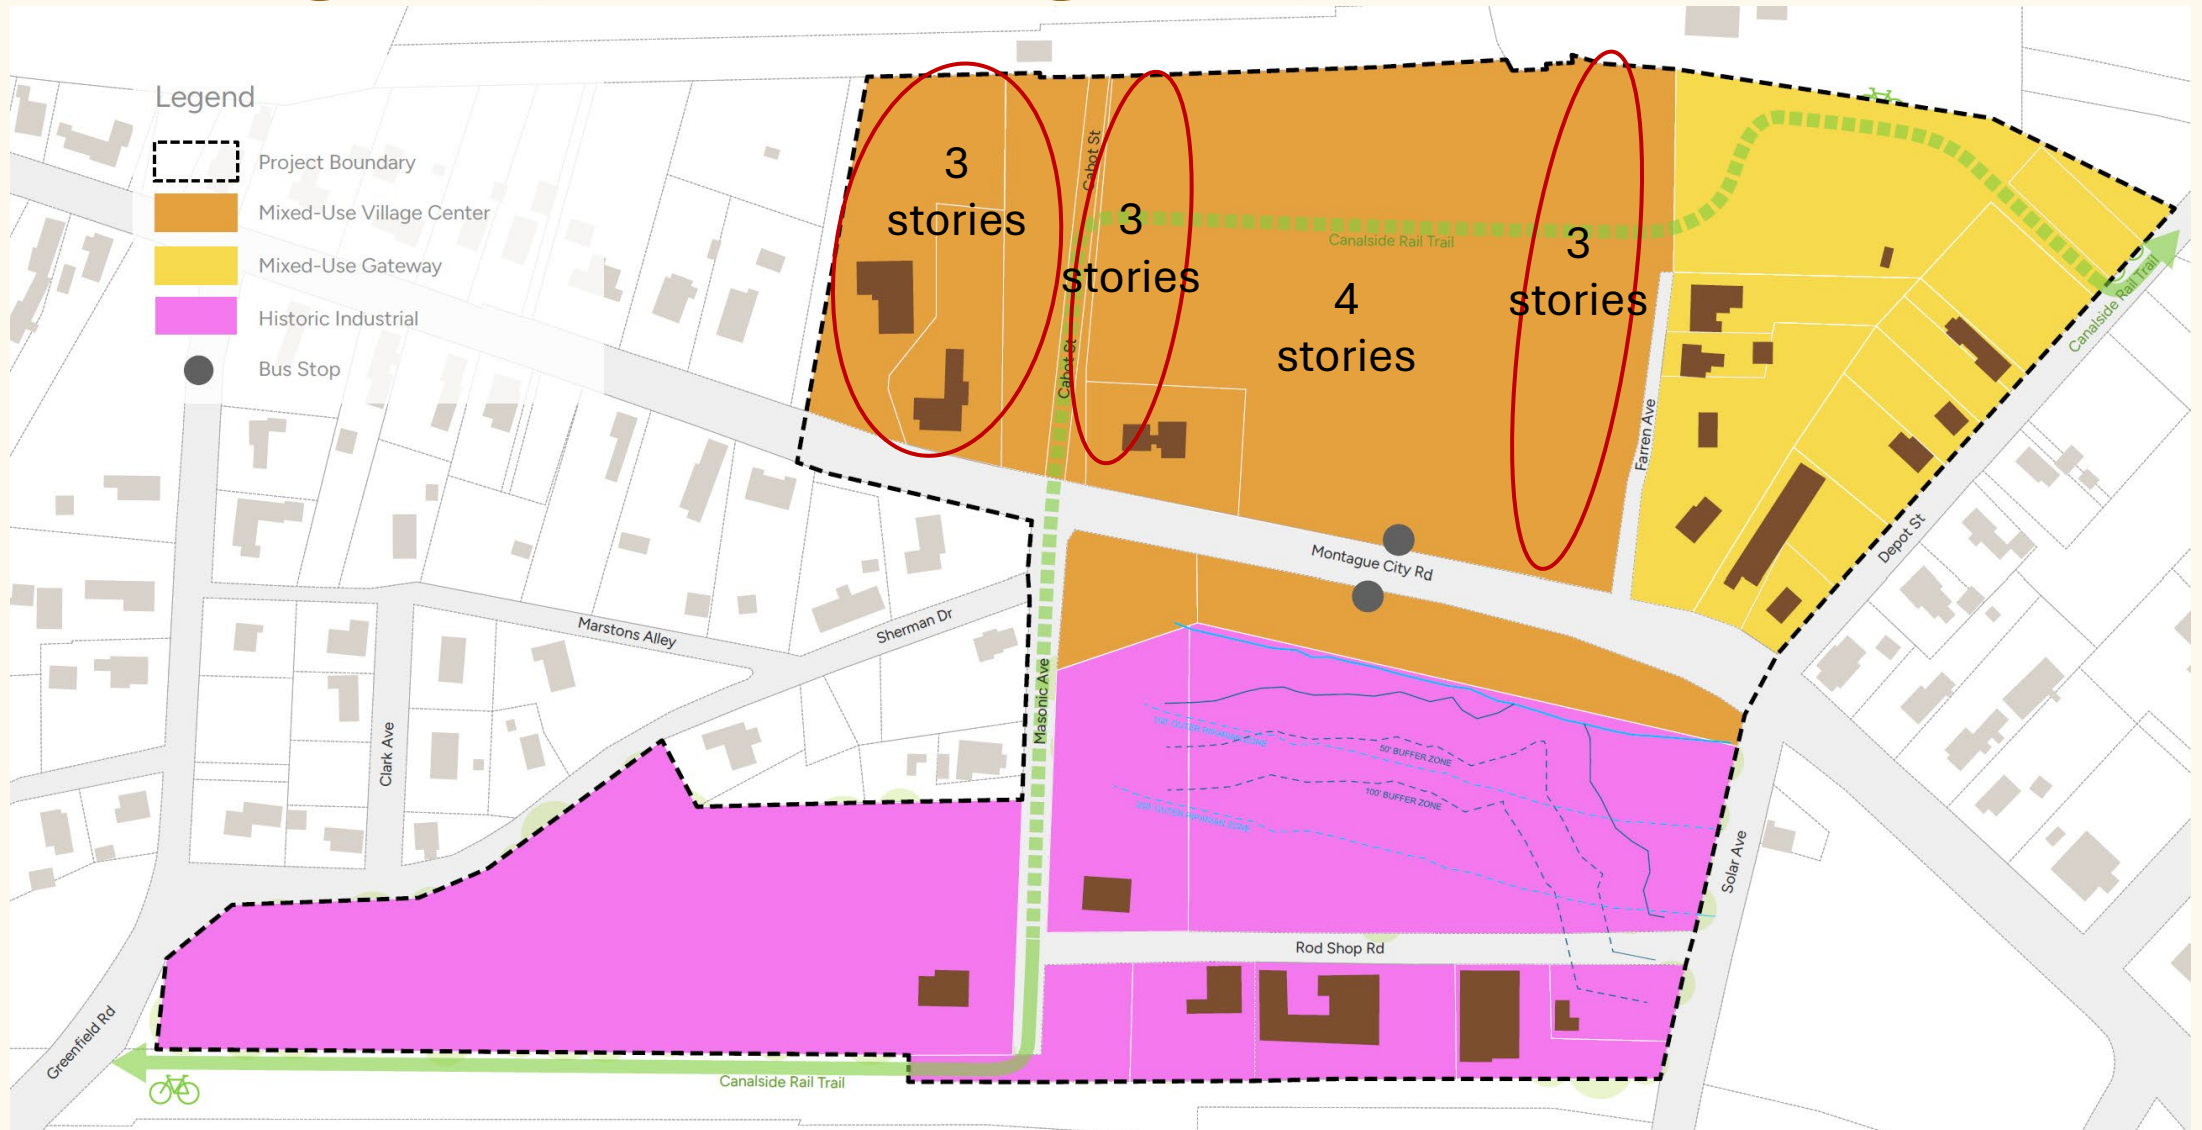 Legend
Project Boundary
Mixed-Use Village Center
Mixed-Use Gateway
Historic Industrial
Bus Stop
3
stories
Cabot St
3
stories
Cabot St
Canalside Rail Trail
4
stories
3
stories
Canalside Rail Trail
Farren Ave
Depot St
Montague City Rd
Marstons Alley
Sherman Dr
Masonic Ave
Clark Ave
50' BUFFER ZONE
100' BUFFER ZONE
Solar Ave
Rod Shop Rd
Greenfield Rd
Canalside Rail Trail